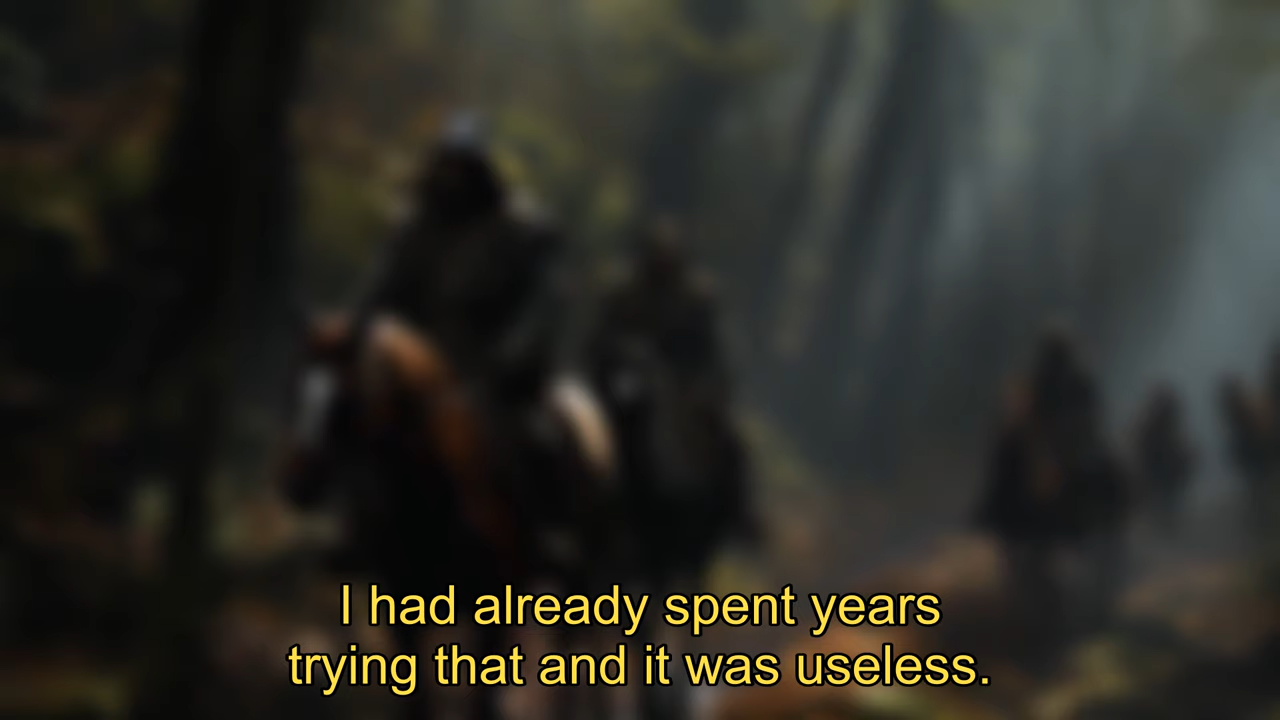 I had already spent years
trying that and it was useless.